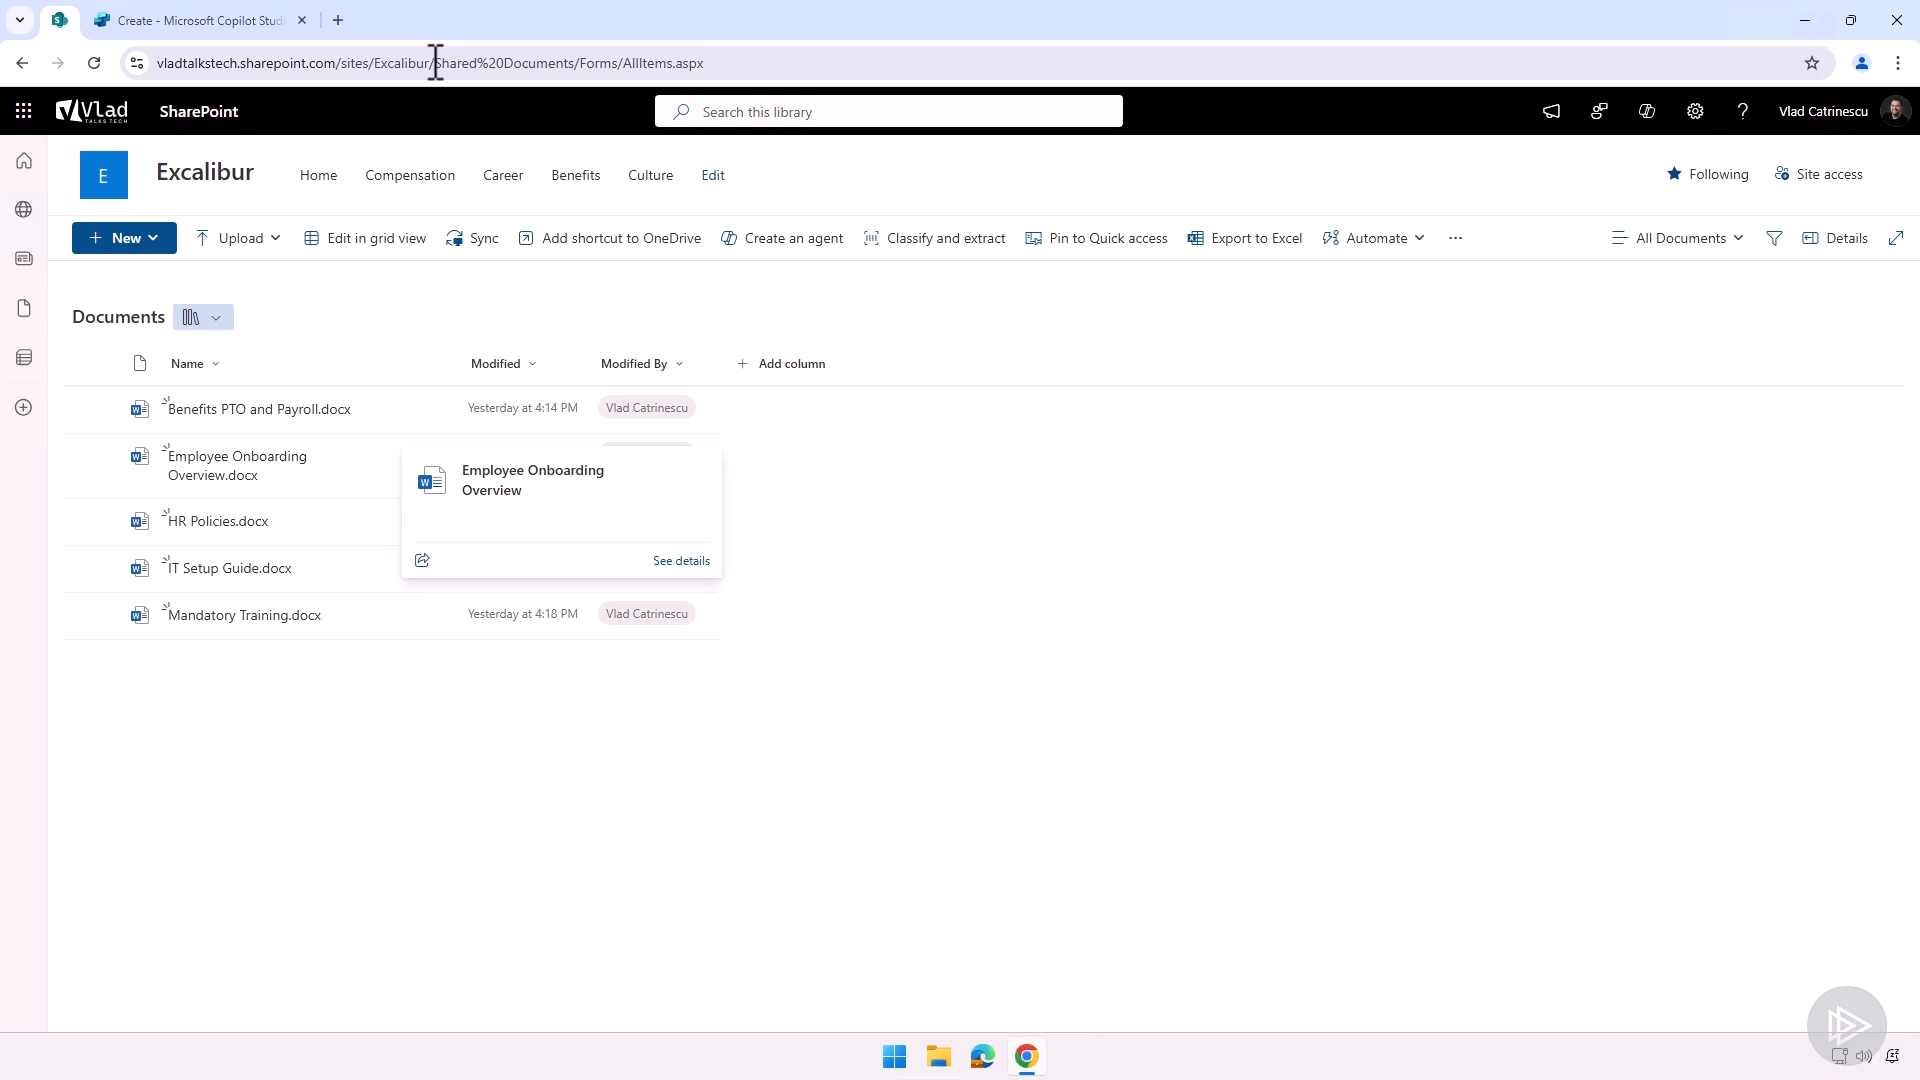 Create - Microsoft Copilot Stud
vladtalkstech.sharepoint.com/sites/Excalibur/Shared%20Documents/Forms/AllItems.aspx
Vlad
TALKS TECH
SharePoint
Search this library
Vlad Catrinescu
E
Excalibur
Home
Compensation
Career
Benefits
Culture
Edit
Following
Site access
New
Upload
Edit in grid view
Sync
Add shortcut to OneDrive
Create an agent
Classify and extract
Pin to Quick access
Export to Excel
Automate
All Documents
Details
Documents
Name
Modified
Modified By
Add column
Benefits PTO and Payroll.docx
Yesterday at 4:14 PM
Vlad Catrinescu
Employee Onboarding
Overview.docx
Employee Onboarding
Overview
HR Policies.docx
See details
IT Setup Guide.docx
Mandatory Training.docx
Yesterday at 4:18 PM
Vlad Catrinescu